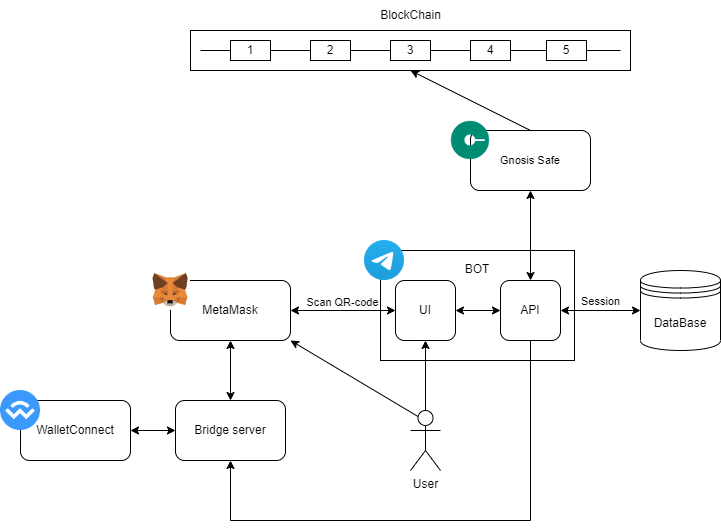 BlockChain
1 2 3 4 5
Gnosis Safe
BOT
MetaMask
Scan QR-code
UI
API
Session
DataBase
WalletConnect
Bridge server
User